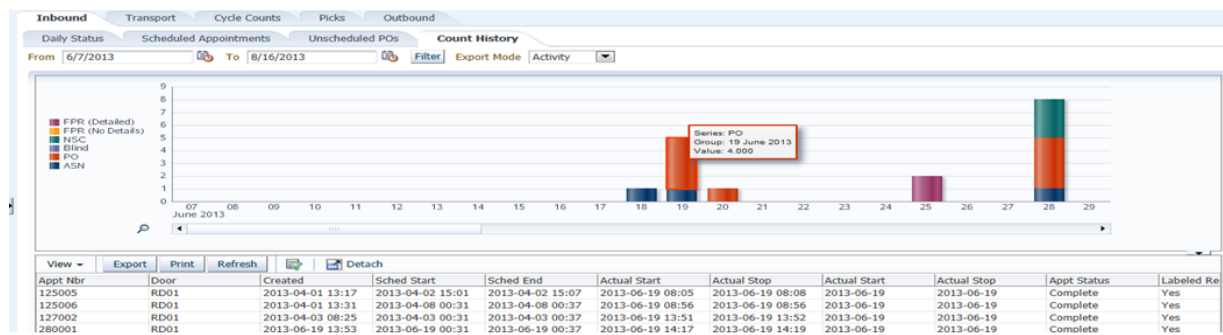 Inbound Transport Cycle Counts Picks Outbound
Daily Status Scheduled Appointments Unscheduled POs Count History
From 6/7/2013 To 8/16/2013 Filter Export Mode Activity
9
8
7
6
5
4
3
2
1
0
FPR (Detailed)
FPR (No Details)
NSC
Blind
PO
ASN
Series: PO
Group: 19 June 2013
Value: 4.000
07 08 09 10 11 12 13 14 15 16 17 18 19 20 21 22 23 24 25 26 27 28 29
June 2013
View Export Print Refresh Detach
Appt Nbr Door Created Sched Start Sched End Actual Start Actual Stop Actual Start Actual Stop Appt Status Labeled Re
125005 RD01 2013-04-01 13:17 2013-04-02 15:01 2013-04-02 15:07 2013-06-19 08:05 2013-06-19 08:08 2013-06-19 2013-06-19 Complete Yes
125006 RD01 2013-04-01 13:31 2013-04-08 00:31 2013-04-08 00:37 2013-06-19 08:56 2013-06-19 08:56 2013-06-19 2013-06-19 Complete Yes
127002 RD01 2013-04-03 08:25 2013-04-03 00:31 2013-04-03 00:37 2013-06-19 13:51 2013-06-19 13:52 2013-06-19 2013-06-19 Complete Yes
280001 RD01 2013-06-19 13:53 2013-06-19 00:31 2013-06-19 00:37 2013-06-19 14:17 2013-06-19 14:19 2013-06-19 2013-06-19 Complete Yes